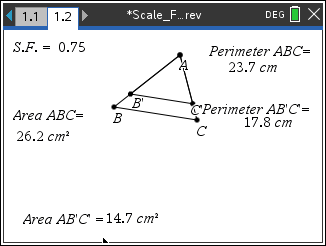 1.1 1.2 *Scale_F...rev DEG
S.F. = 0.75
Perimeter ABC=
23.7 cm
A
B'
C'
Perimeter AB'C'=
17.8 cm
Area ABC=
26.2 cm²
B
C
Area AB'C'=14.7 cm²